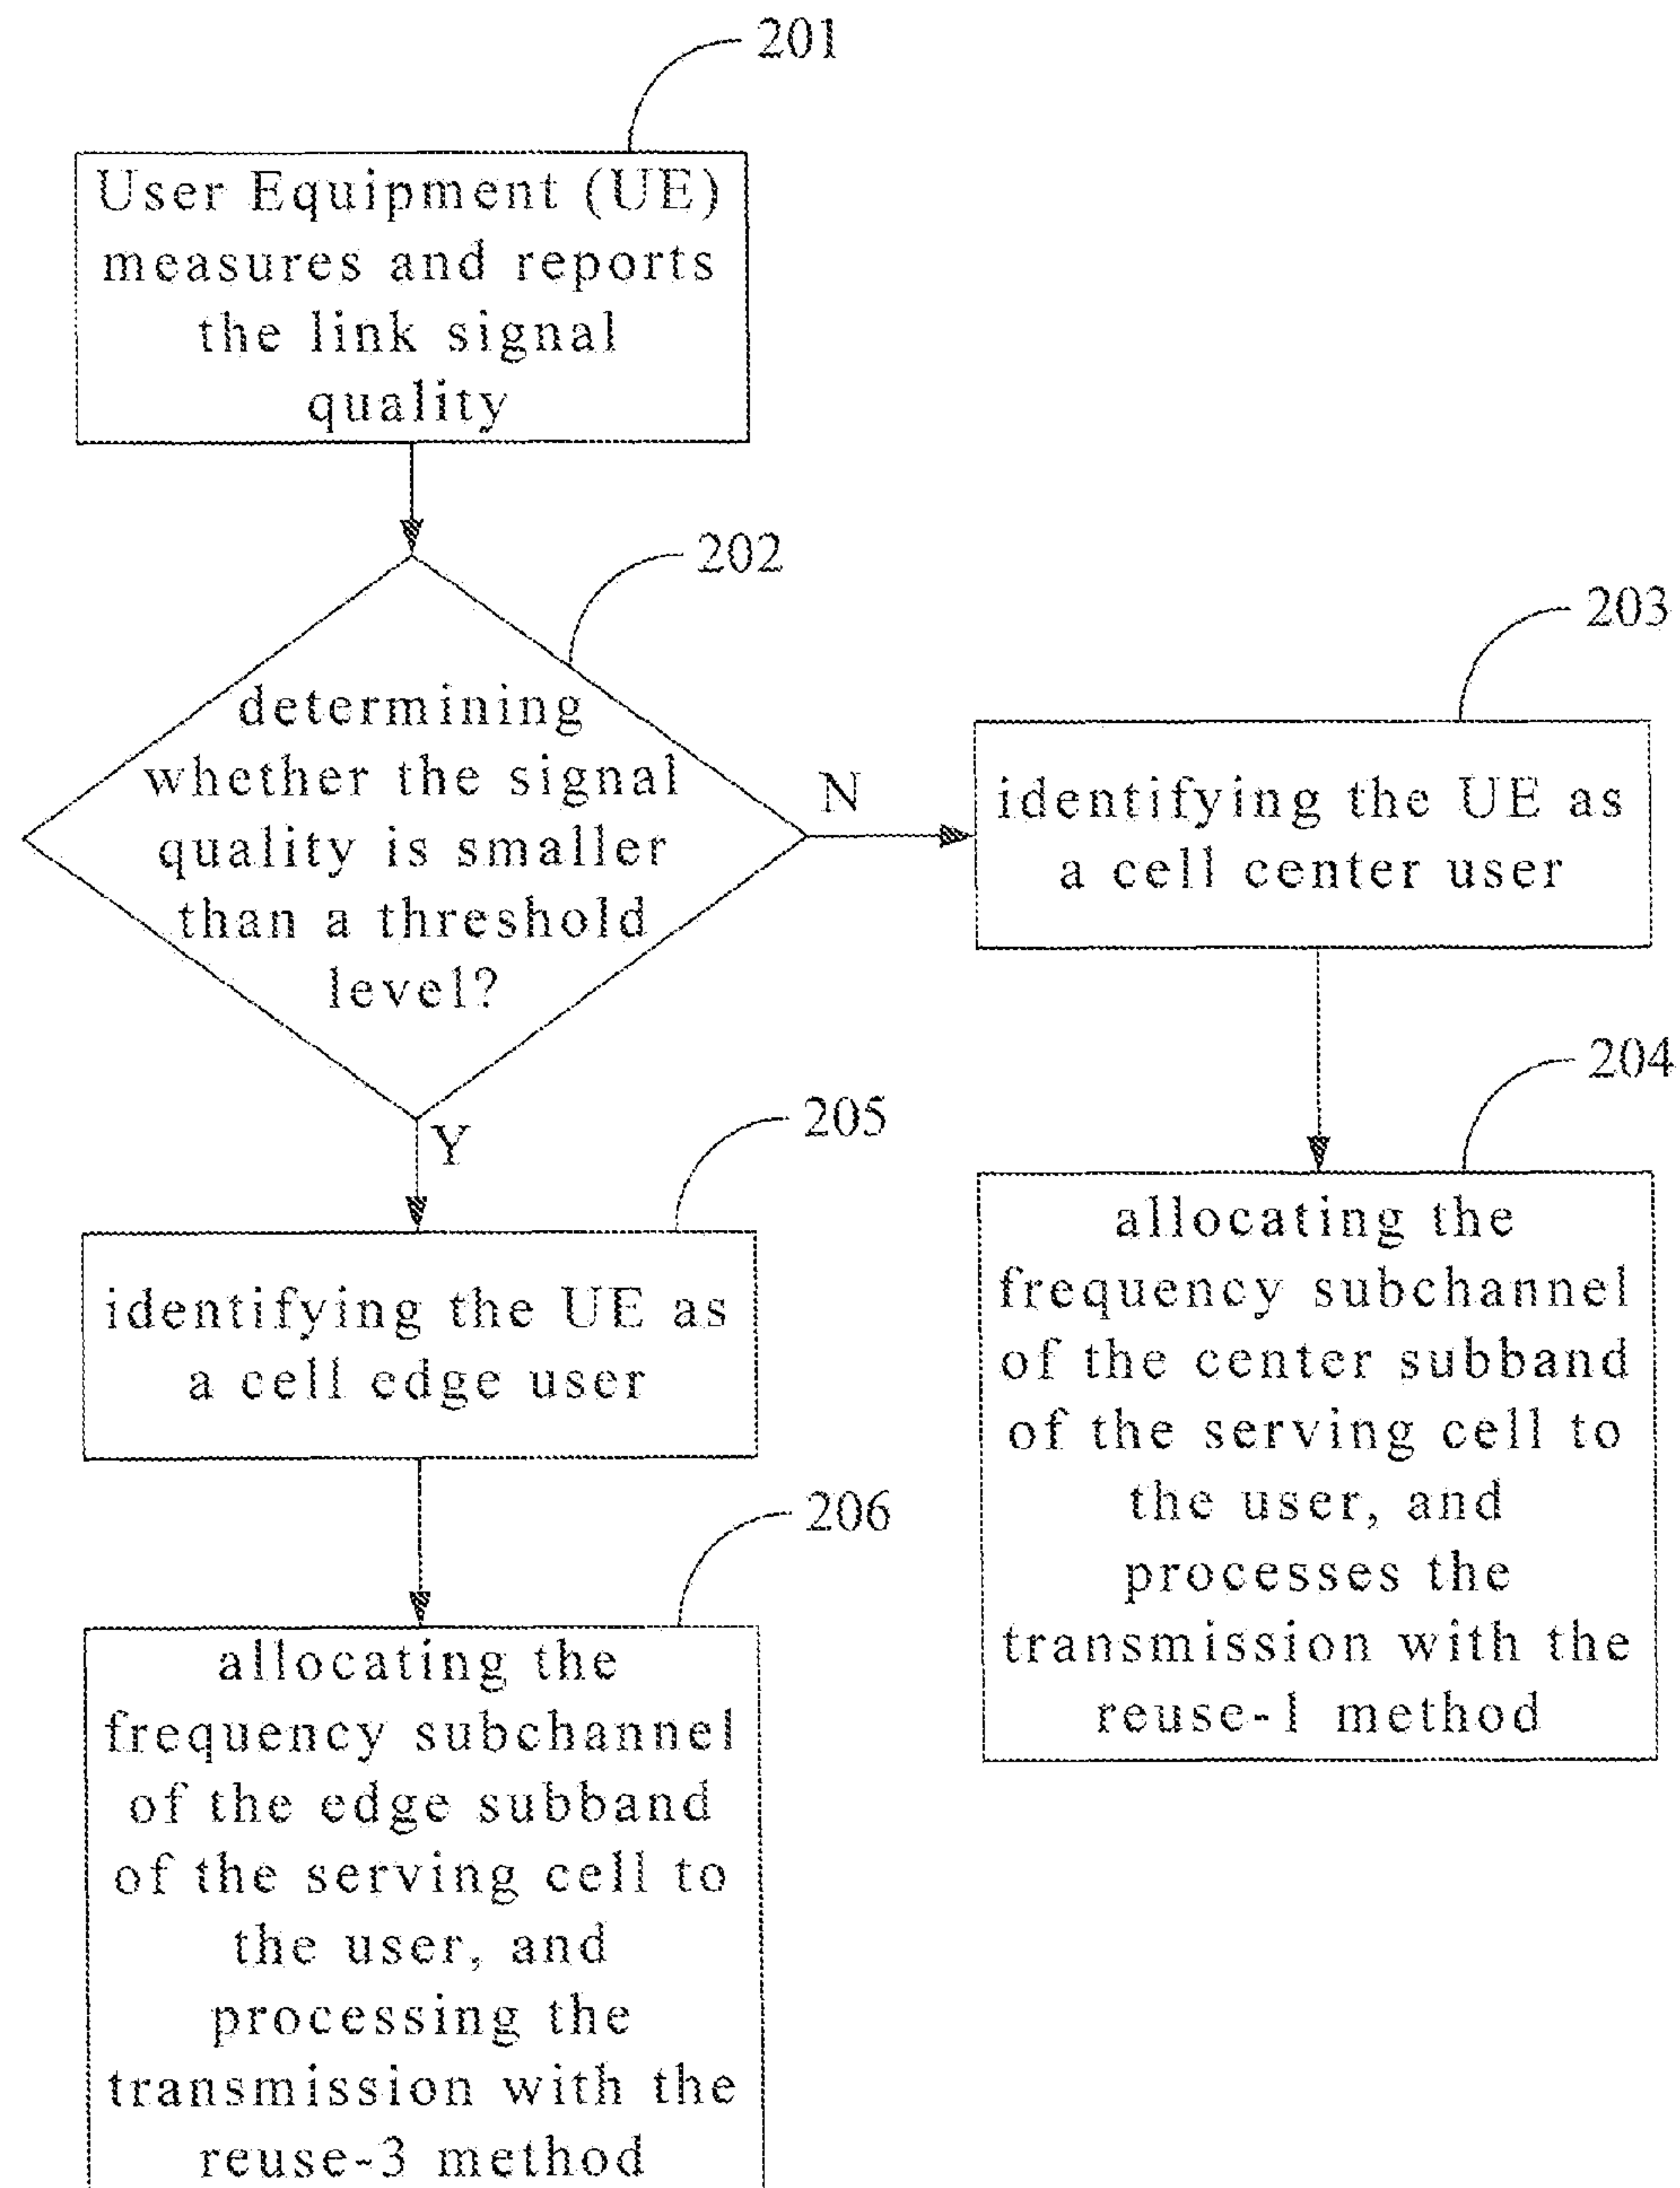 201
User Equipment (UE)
measures and reports
the link signal
quality
202
determining
whether the signal
quality is smaller
than a threshold
level?
N
203
identifying the UE as
a cell center user
204
allocating the
frequency subchannel
of the center subband
of the serving cell to
the user, and
processes the
transmission with the
reuse-1 method
Y
205
identifying the UE as
a cell edge user
206
allocating the
frequency subchannel
of the edge subband
of the serving cell to
the user, and
processing the
transmission with the
reuse-3 method